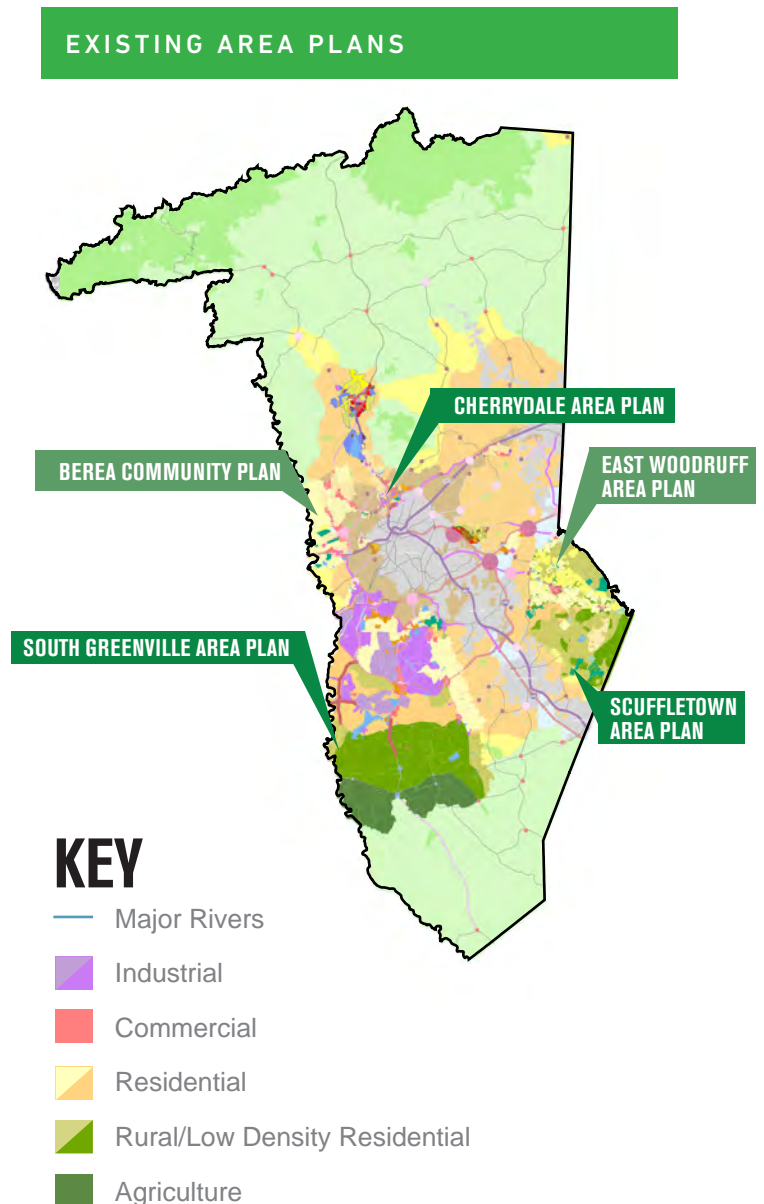 EXISTING AREA PLANS
CHERRYDALE AREA PLAN
BEREA COMMUNITY PLAN
EAST WOODRUFF
AREA PLAN
SOUTH GREENVILLE AREA PLAN
SCUFFLETOWN
AREA PLAN
KEY
Major Rivers
Industrial
Commercial
Residential
Rural/Low Density Residential
Agriculture